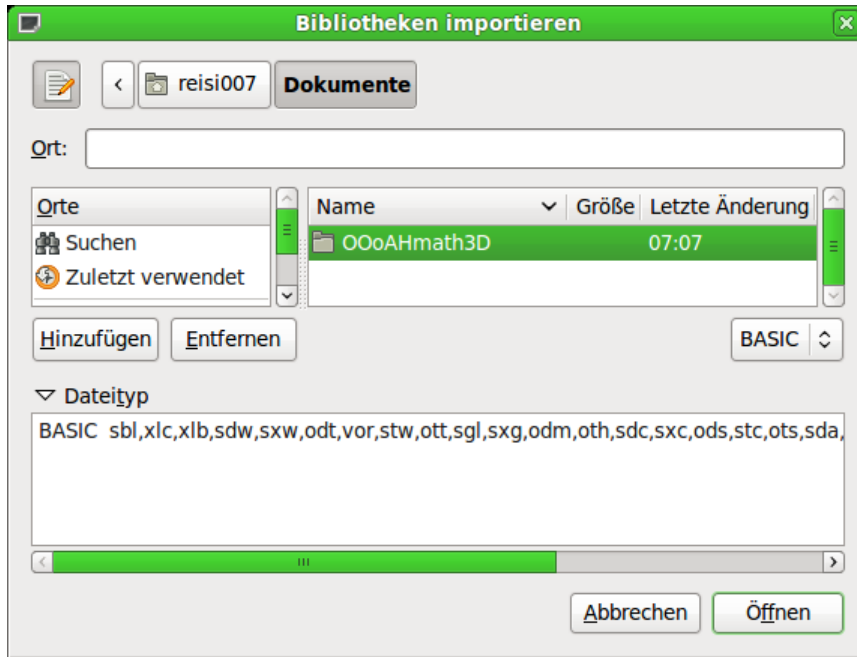 Bibliotheken importieren
reisi007 Dokumente
Ort:
Orte
Name Größe Letzte Änderung
Suchen
OOoAHmath3D 07:07
Zuletzt verwendet
Hinzufügen Entfernen BASIC
Dateityp
BASIC sbl,xlc,xlb,sdw,sxw,odt,vor,stw,ott,sgl,sxg,odm,oth,sdc,sxc,ods,stc,ots,sda,
Abbrechen Öffnen